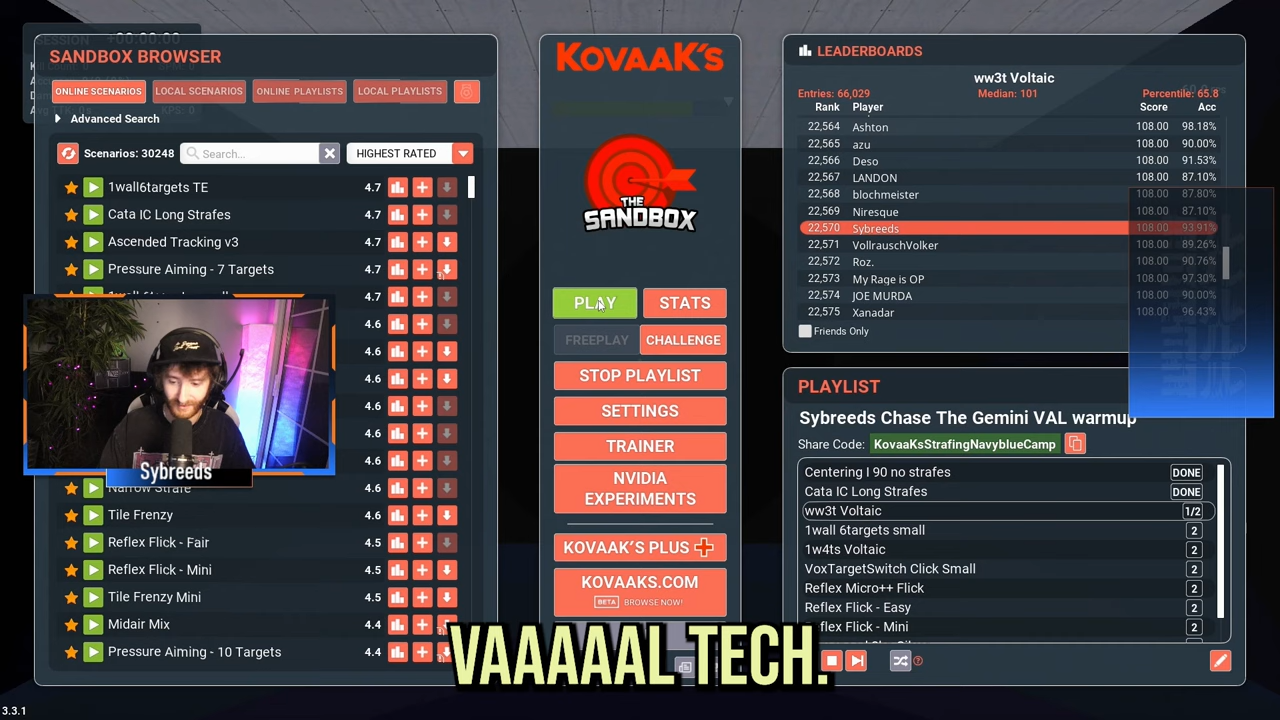 SANDBOX BROWSER
ONLINE SCENARIOS
LOCAL SCENARIOS
ONLINE PLAYLISTS
LOCAL PLAYLISTS
Advanced Search
Scenarios: 30248
Search...
HIGHEST RATED
1wall6targets TE 4.7
Cata IC Long Strafes 4.7
Ascended Tracking v3 4.7
Pressure Aiming - 7 Targets 4.7
4.7
4.6
4.6
4.6
4.6
4.6
4.6
Narrow Strafe 4.6
Tile Frenzy 4.6
Reflex Flick - Fair 4.5
Reflex Flick - Mini 4.5
Tile Frenzy Mini 4.5
Midair Mix 4.4
Pressure Aiming - 10 Targets 4.4
Sybreeds
3.3.1
KOVAAK'S
THE SANDBOX
PLAY
STATS
FREEPLAY
CHALLENGE
STOP PLAYLIST
SETTINGS
TRAINER
NVIDIA
EXPERIMENTS
KOVAAK'S PLUS
KOVAAKS.COM
BETA BROWSE NOW!
VAAAAAL TECH.
LEADERBOARDS
ww3t Voltaic
Entries: 66,029 Median: 101 Percentile: 65.8
Rank Player Score Acc
22,564 Ashton 108.00 98.18%
22,565 azu 108.00 90.00%
22,566 Deso 108.00 91.53%
22,567 LANDON 108.00 87.10%
22,568 blochmeister 108.00 87.80%
22,569 Niresque 108.00 87.10%
22,570 Sybreeds 108.00 93.91%
22,571 VollrauschVolker 108.00 89.26%
22,572 Roz. 108.00 90.76%
22,573 My Rage is OP 108.00 97.30%
22,574 JOE MURDA 108.00 90.00%
22,575 Xanadar 108.00 96.43%
Friends Only
PLAYLIST
Sybreeds Chase The Gemini VAL warmup
Share Code: KovaaKsStrafingNavyblueCamp
Centering I 90 no strafes DONE
Cata IC Long Strafes DONE
ww3t Voltaic 1/2
1wall 6targets small 2
1w4ts Voltaic 2
VoxTargetSwitch Click Small 2
Reflex Micro++ Flick 2
Reflex Flick - Easy 2
Reflex Flick - Mini 2